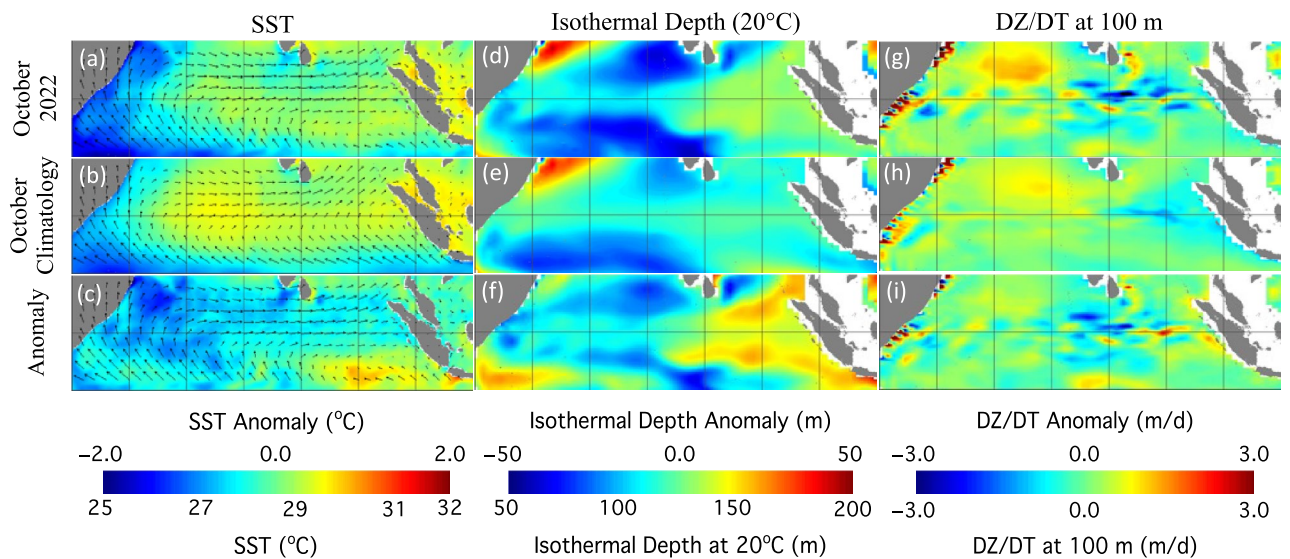 SST Isothermal Depth (20°C) DZ/DT at 100 m
October
2022
(a) (d) (g)
October
Climatology
(b) (e) (h)
Anomaly
(c) (f) (i)
SST Anomaly (°C) Isothermal Depth Anomaly (m) DZ/DT Anomaly (m/d)
−2.0 0.0 2.0 −50 0.0 50 −3.0 0.0 3.0
25 27 29 31 32 50 100 150 200 −3.0 0.0 3.0
SST (°C) Isothermal Depth at 20°C (m) DZ/DT at 100 m (m/d)